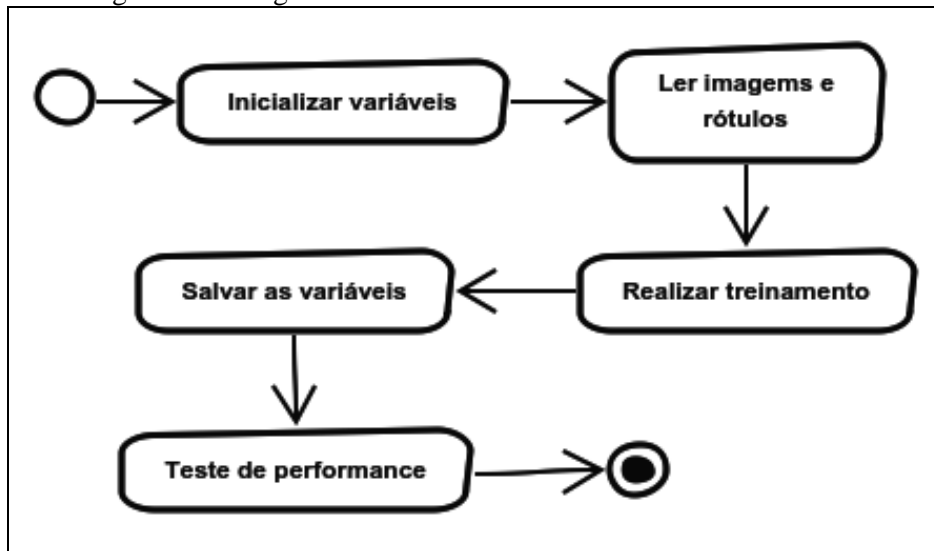 Inicializar variáveis
Ler imagems e
rótulos
Realizar treinamento
Salvar as variáveis
Teste de performance